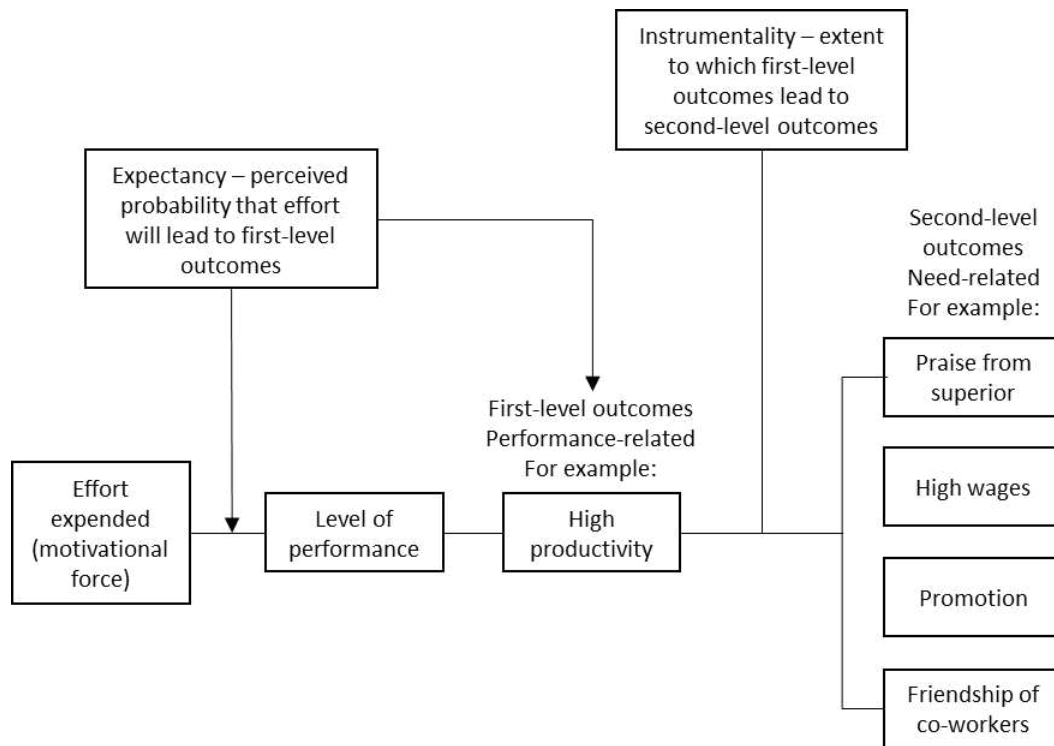 Instrumentality – extent
to which first-level
outcomes lead to
second-level outcomes
Expectancy – perceived
probability that effort
will lead to first-level
outcomes
Second-level
outcomes
Need-related
For example:
Praise from
superior
First-level outcomes
Performance-related
For example:
Effort
expended
(motivational
force)
Level of
performance
High
productivity
High wages
Promotion
Friendship of
co-workers